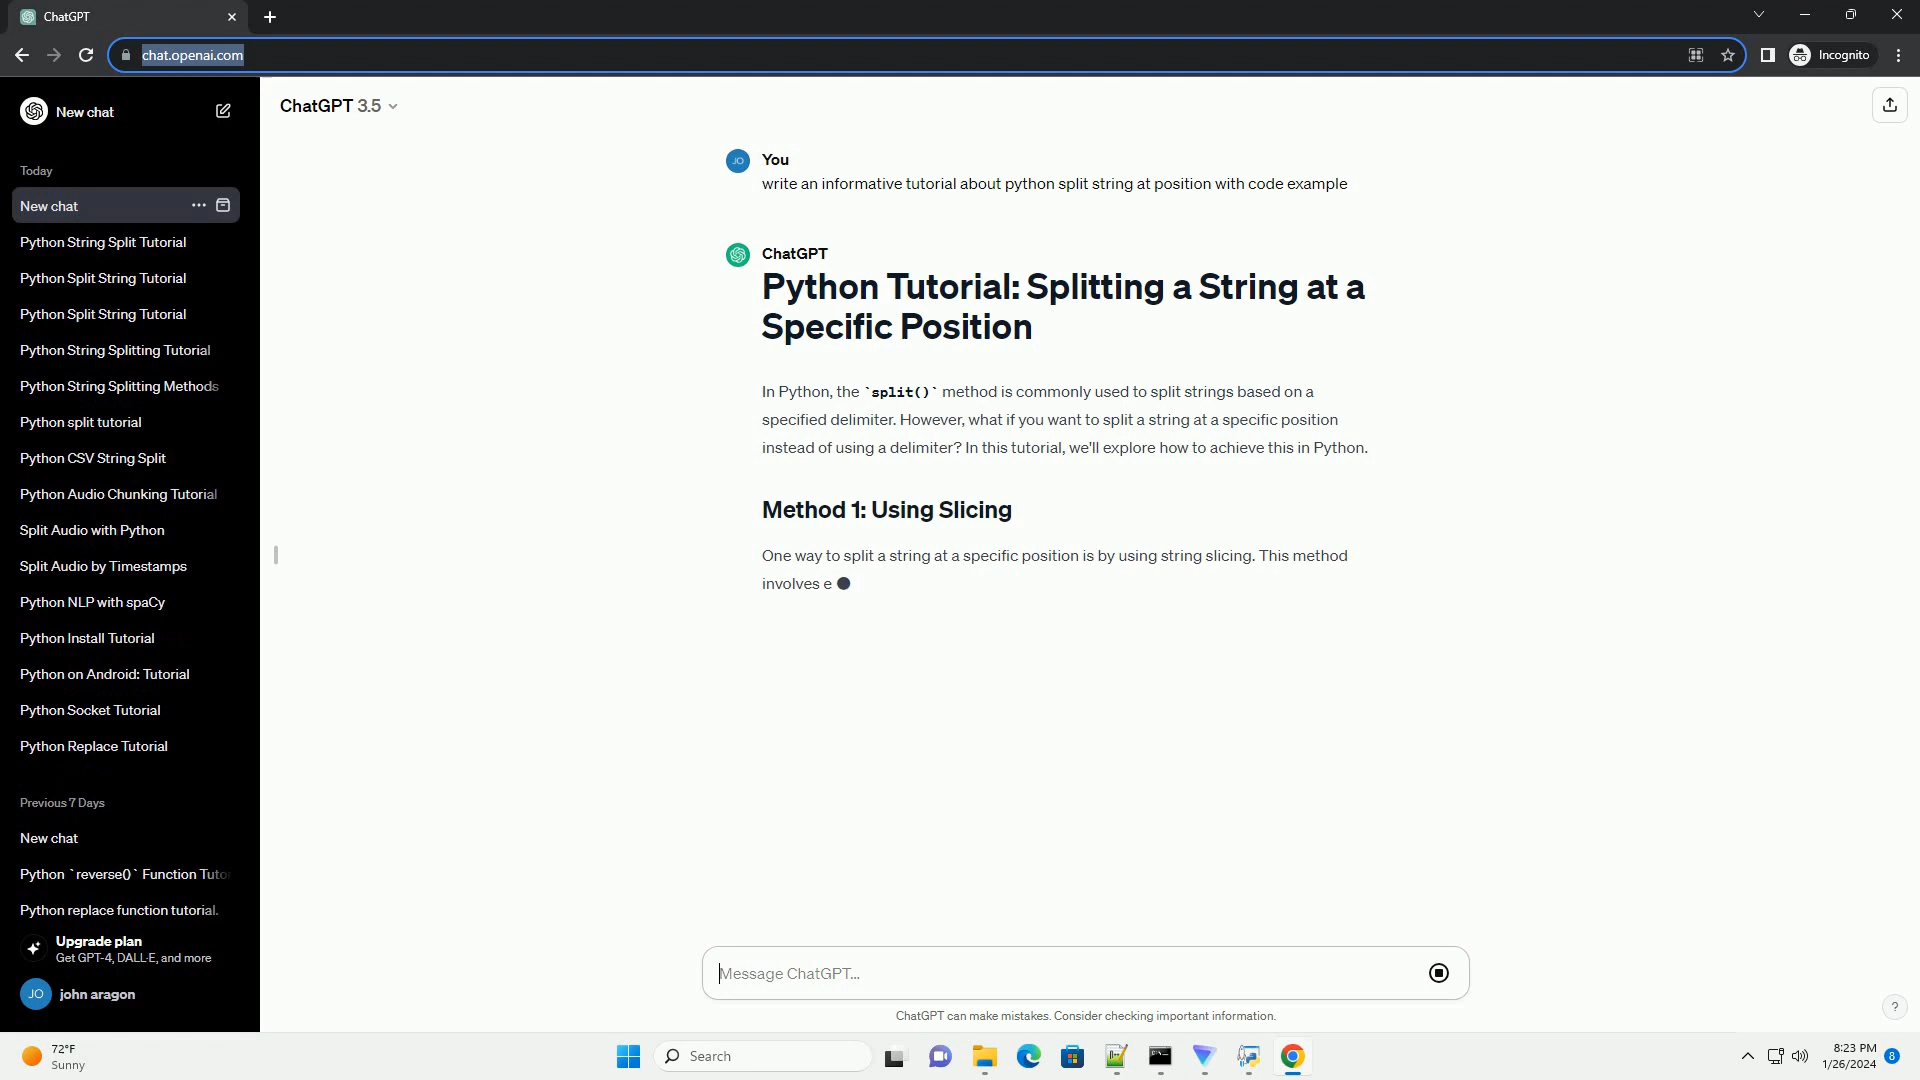 ChatGPT
chat.openai.com
Incognito
New chat
Today
New chat
Python String Split Tutorial
Python Split String Tutorial
Python Split String Tutorial
Python String Splitting Tutorial
Python String Splitting Methods
Python split tutorial
Python CSV String Split
Python Audio Chunking Tutorial
Split Audio with Python
Split Audio by Timestamps
Python NLP with spaCy
Python Install Tutorial
Python on Android: Tutorial
Python Socket Tutorial
Python Replace Tutorial
Previous 7 Days
New chat
Python `reverse()` Function Tutor
Python replace function tutorial.
Upgrade plan
Get GPT-4, DALL·E, and more
JO john aragon
ChatGPT 3.5
JO You
write an informative tutorial about python split string at position with code example
ChatGPT
Python Tutorial: Splitting a String at a
Specific Position
In Python, the `split()` method is commonly used to split strings based on a
specified delimiter. However, what if you want to split a string at a specific position
instead of using a delimiter? In this tutorial, we'll explore how to achieve this in Python.
Method 1: Using Slicing
One way to split a string at a specific position is by using string slicing. This method
involves e
Message ChatGPT...
ChatGPT can make mistakes. Consider checking important information.
?
72°F
Sunny
Search
8:23 PM
1/26/2024
8